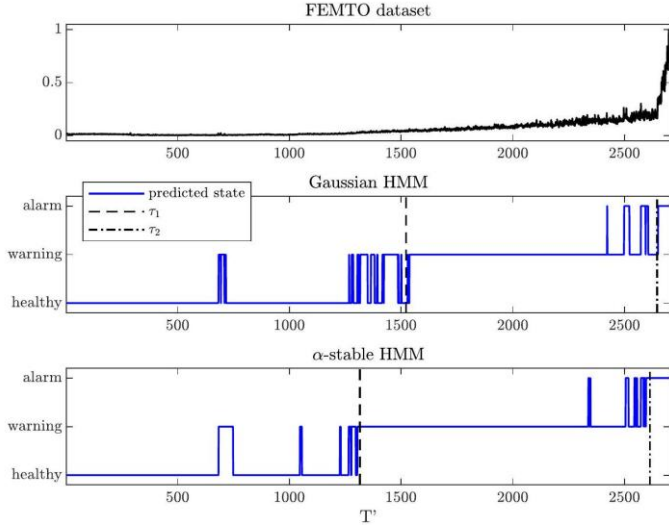 FEMTO dataset
1
0.5
0
500 1000 1500 2000 2500
Gaussian HMM
predicted state
τ₁
τ₂
alarm
warning
healthy
500 1000 1500 2000 2500
α-stable HMM
alarm
warning
healthy
500 1000 1500 2000 2500
T'